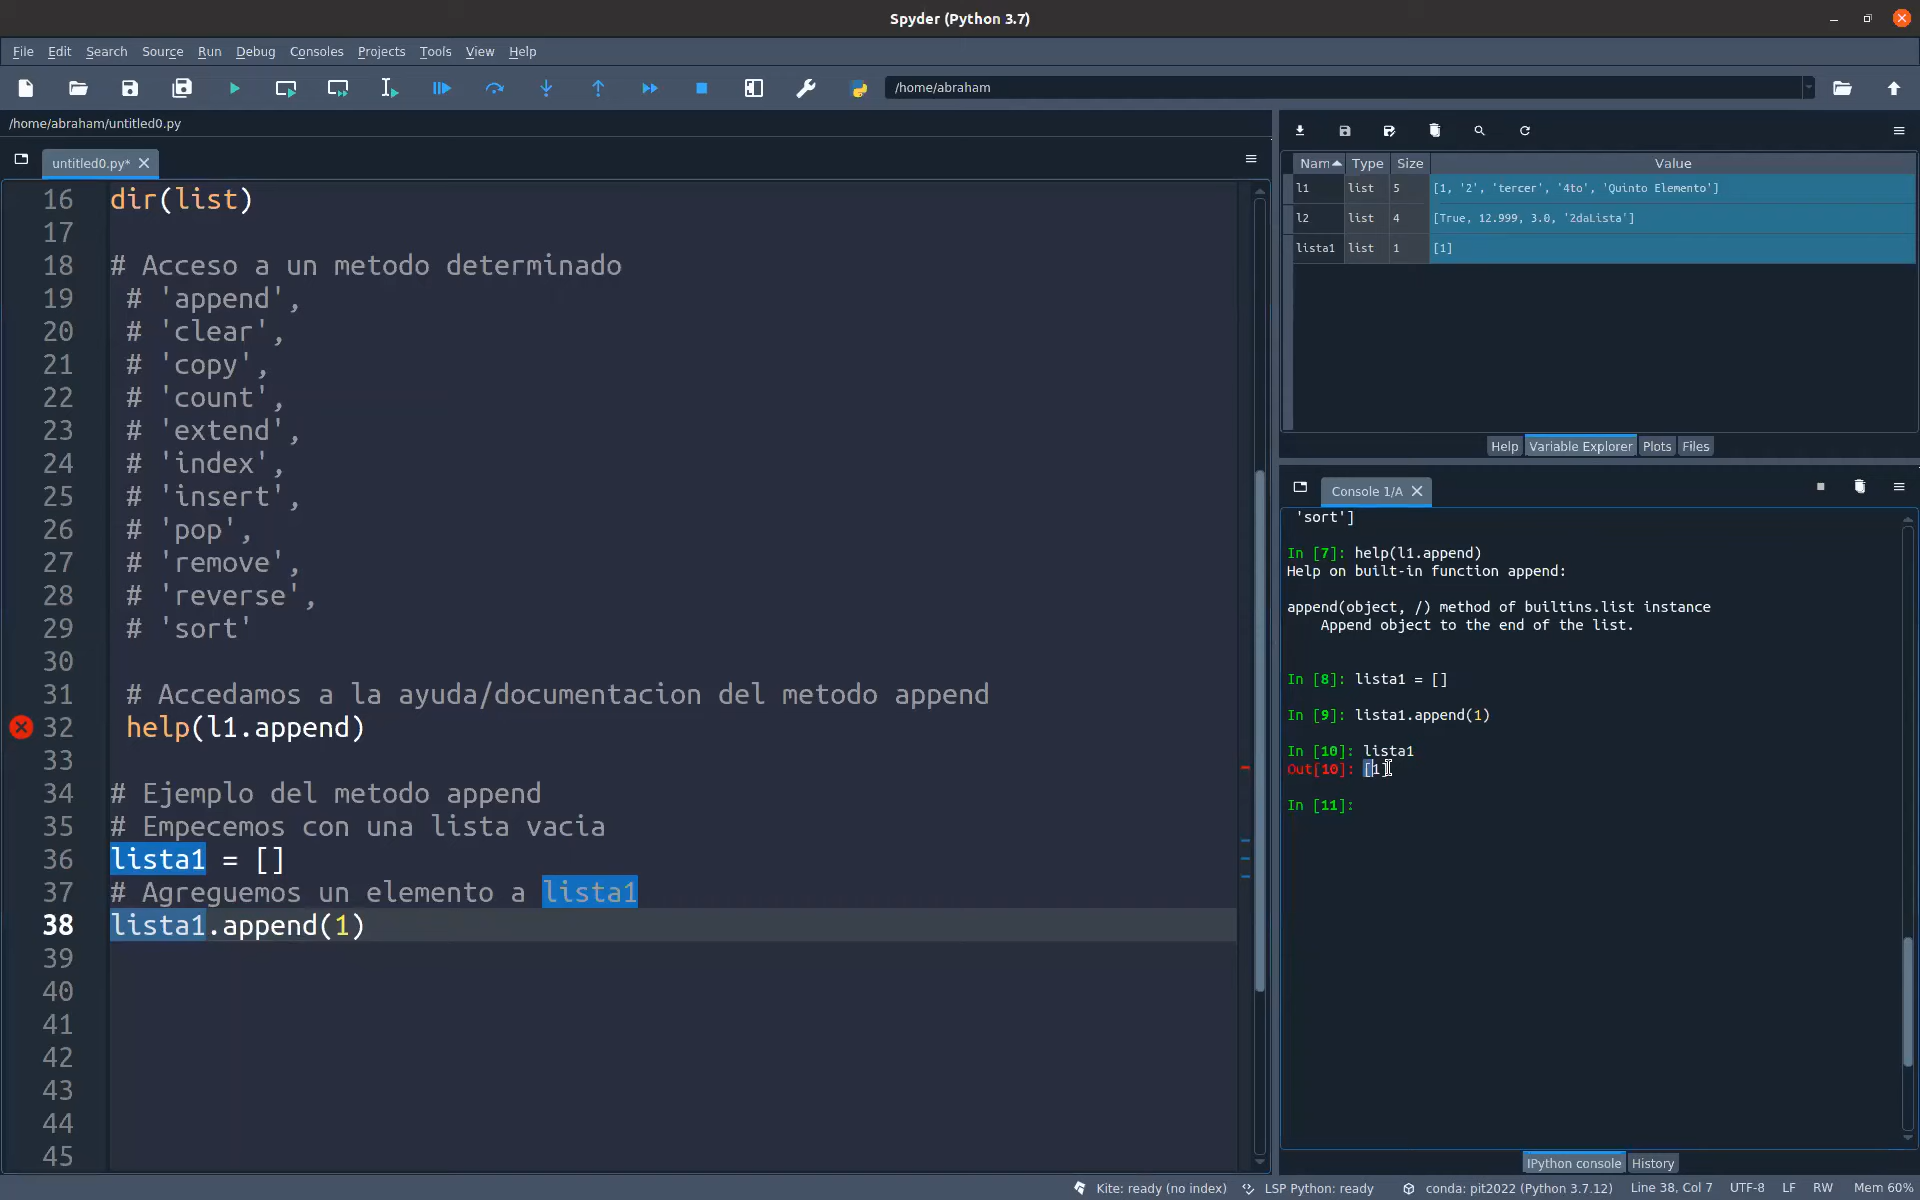 Spyder (Python 3.7)
File Edit Search Source Run Debug Consoles Projects Tools View Help
/home/abraham
/home/abraham/untitled0.py
untitled0.py*
16 dir(list)
17
18 # Acceso a un metodo determinado
19 # 'append',
20 # 'clear',
21 # 'copy',
22 # 'count',
23 # 'extend',
24 # 'index',
25 # 'insert',
26 # 'pop',
27 # 'remove',
28 # 'reverse',
29 # 'sort'
30
31 # Accedamos a la ayuda/documentacion del metodo append
32 help(l1.append)
33
34 # Ejemplo del metodo append
35 # Empecemos con una lista vacia
36 lista1 = []
37 # Agreguemos un elemento a lista1
38 lista1.append(1)
39
40
41
42
43
44
45
Nam Type Size Value
l1 list 5 [1, '2', 'tercer', '4to', 'Quinto Elemento']
l2 list 4 [True, 12.999, 3.0, '2daLista']
lista1 list 1 [1]
Help Variable Explorer Plots Files
Console 1/A
'sort']
In [7]: help(l1.append)
Help on built-in function append:
append(object, /) method of builtins.list instance
Append object to the end of the list.
In [8]: lista1 = []
In [9]: lista1.append(1)
In [10]: lista1
Out[10]: [1]
In [11]:
IPython console History
Kite: ready (no index) LSP Python: ready conda: pit2022 (Python 3.7.12) Line 38, Col 7 UTF-8 LF RW Mem 60%